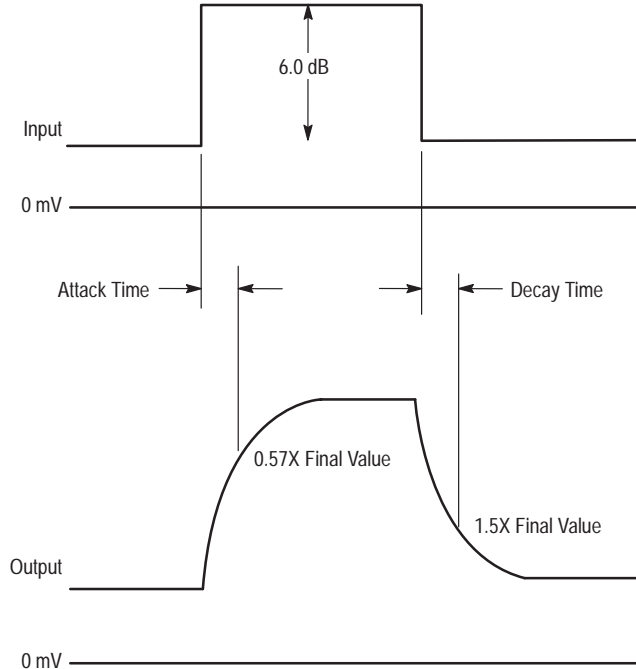 6.0 dB
Input
0 mV
Attack Time
Decay Time
0.57X Final Value
1.5X Final Value
Output
0 mV